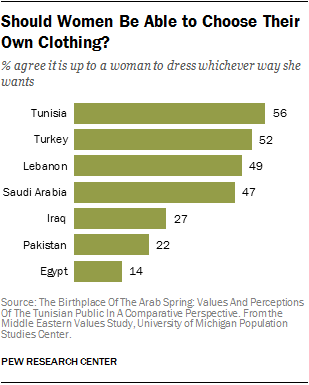 Should Women Be Able to Choose Their
Own Clothing?
% agree it is up to a woman to dress whichever way she
wants
Tunisia 56
Turkey 52
Lebanon 49
Saudi Arabia 47
Iraq 27
Pakistan 22
Egypt 14
Source: The Birthplace Of The Arab Spring: Values And Perceptions
Of The Tunisian Public In A Comparative Perspective. From the
Middle Eastern Values Study, University of Michigan Population
Studies Center.
PEW RESEARCH CENTER